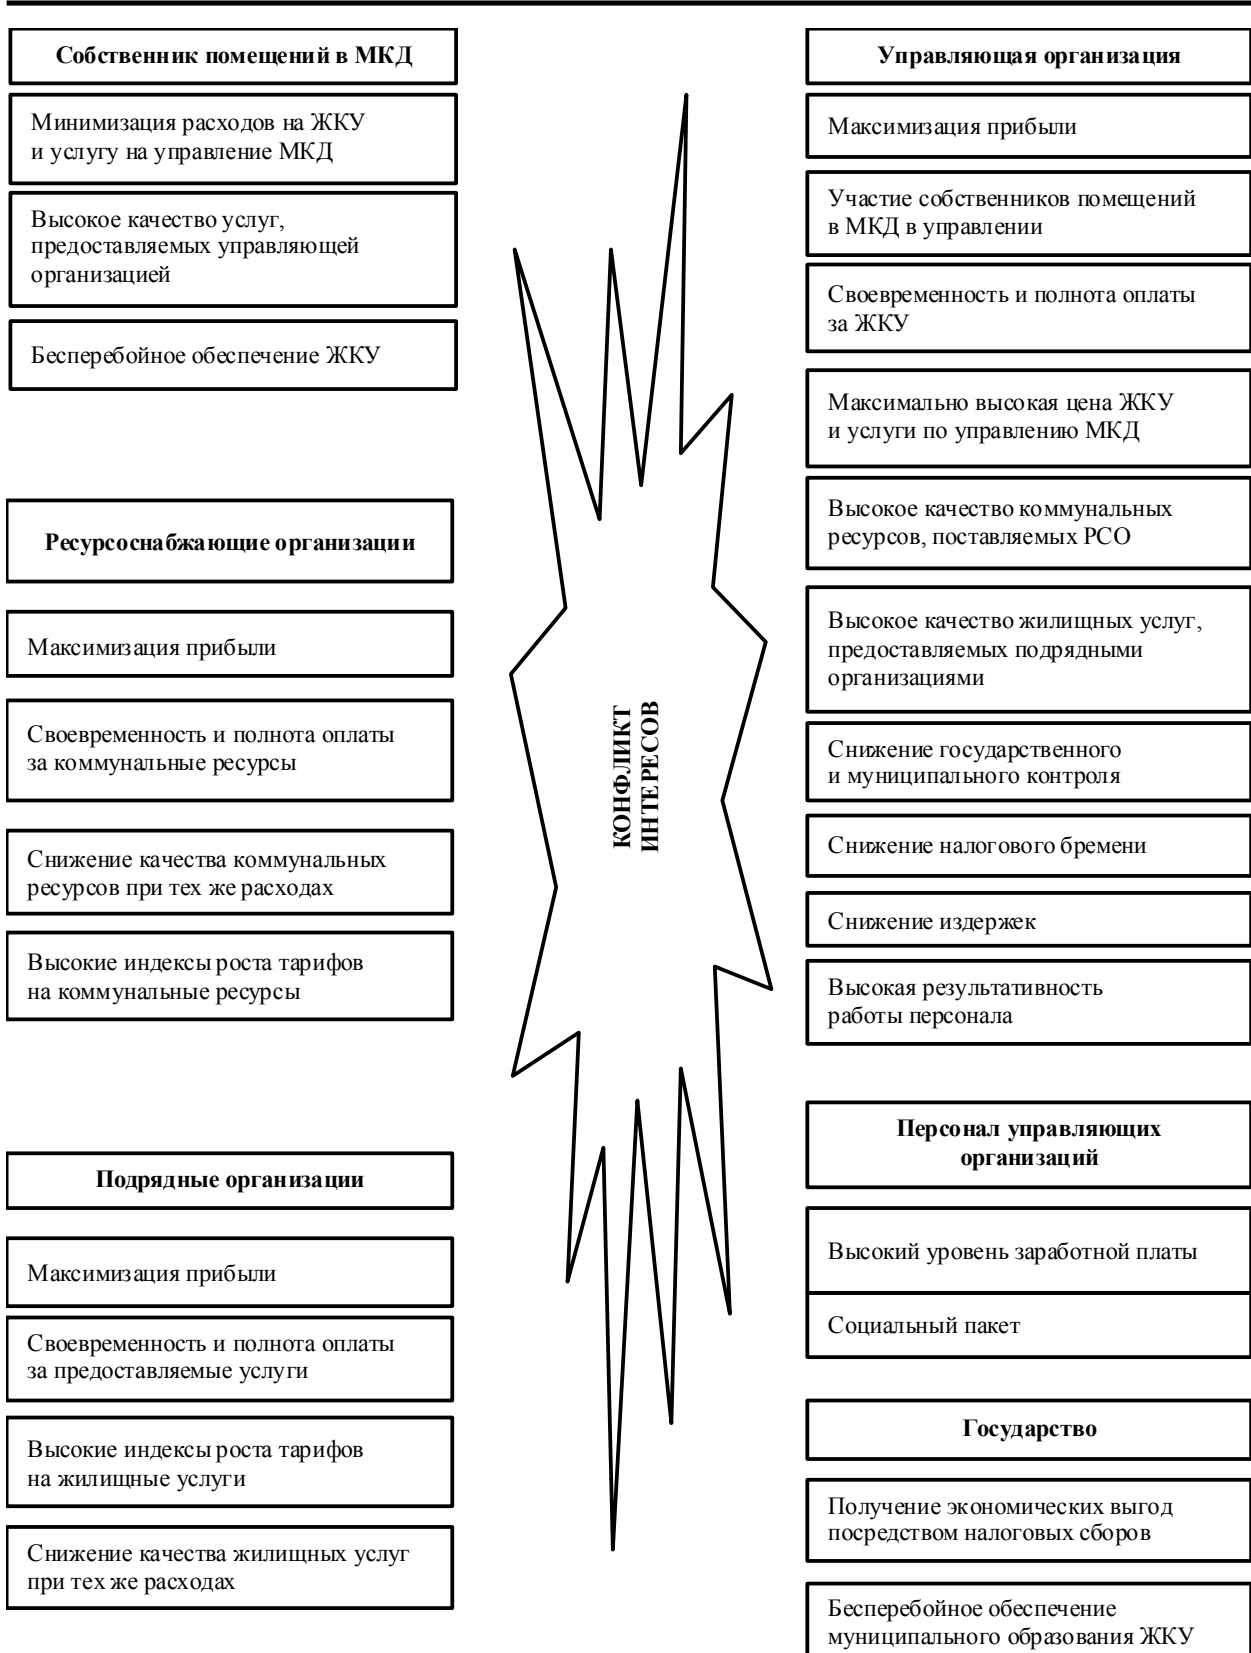 Собственник помещений в МКД
Минимизация расходов на ЖКУ
и услугу на управление МКД
Высокое качество услуг,
предоставляемых управляющей
организацией
Бесперебойное обеспечение ЖКУ
Ресурсоснабжающие организации
Максимизация прибыли
Своевременность и полнота оплаты
за коммунальные ресурсы
Снижение качества коммунальных
ресурсов при тех же расходах
Высокие индексы роста тарифов
на коммунальные ресурсы
Подрядные организации
Максимизация прибыли
Своевременность и полнота оплаты
за предоставляемые услуги
Высокие индексы роста тарифов
на жилищные услуги
Снижение качества жилищных услуг
при тех же расходах
КОНФЛИКТ
ИНТЕРЕСОВ
Управляющая организация
Максимизация прибыли
Участие собственников помещений
в МКД в управлении
Своевременность и полнота оплаты
за ЖКУ
Максимально высокая цена ЖКУ
и услуги по управлению МКД
Высокое качество коммунальных
ресурсов, поставляемых РСО
Высокое качество жилищных услуг,
предоставляемых подрядными
организациями
Снижение государственного
и муниципального контроля
Снижение налогового бремени
Снижение издержек
Высокая результативность
работы персонала
Персонал управляющих
организаций
Высокий уровень заработной платы
Социальный пакет
Государство
Получение экономических выгод
посредством налоговых сборов
Бесперебойное обеспечение
муниципального образования ЖКУ